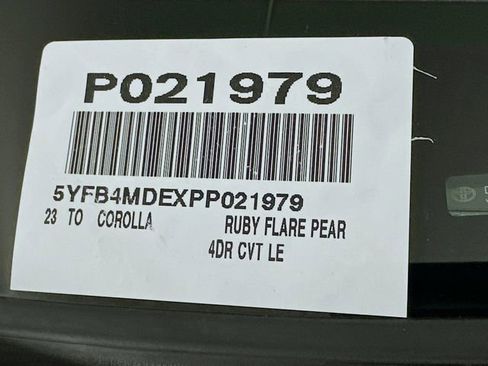 P021979
5YFB4MDEXPP021979
23 TO COROLLA RUBY FLARE PEAR
4DR CVT LE